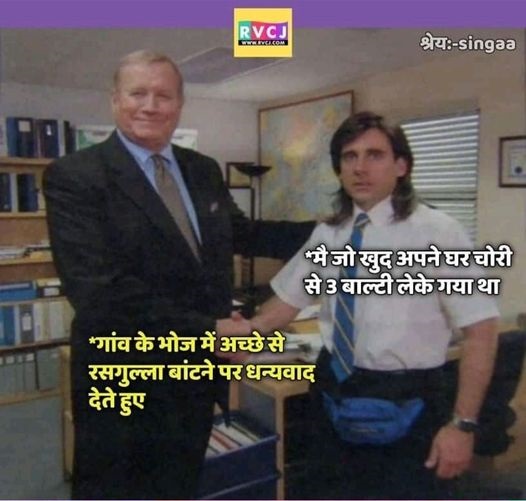 RVCJ
WWW.RVCJ.COM
श्रेय:-singaa
*मै जो खुद अपने घर चोरी
से 3 बाल्टी लेके गया था
*गांव के भोज में अच्छे से
रसगुल्ला बांटने पर धन्यवाद
देते हुए